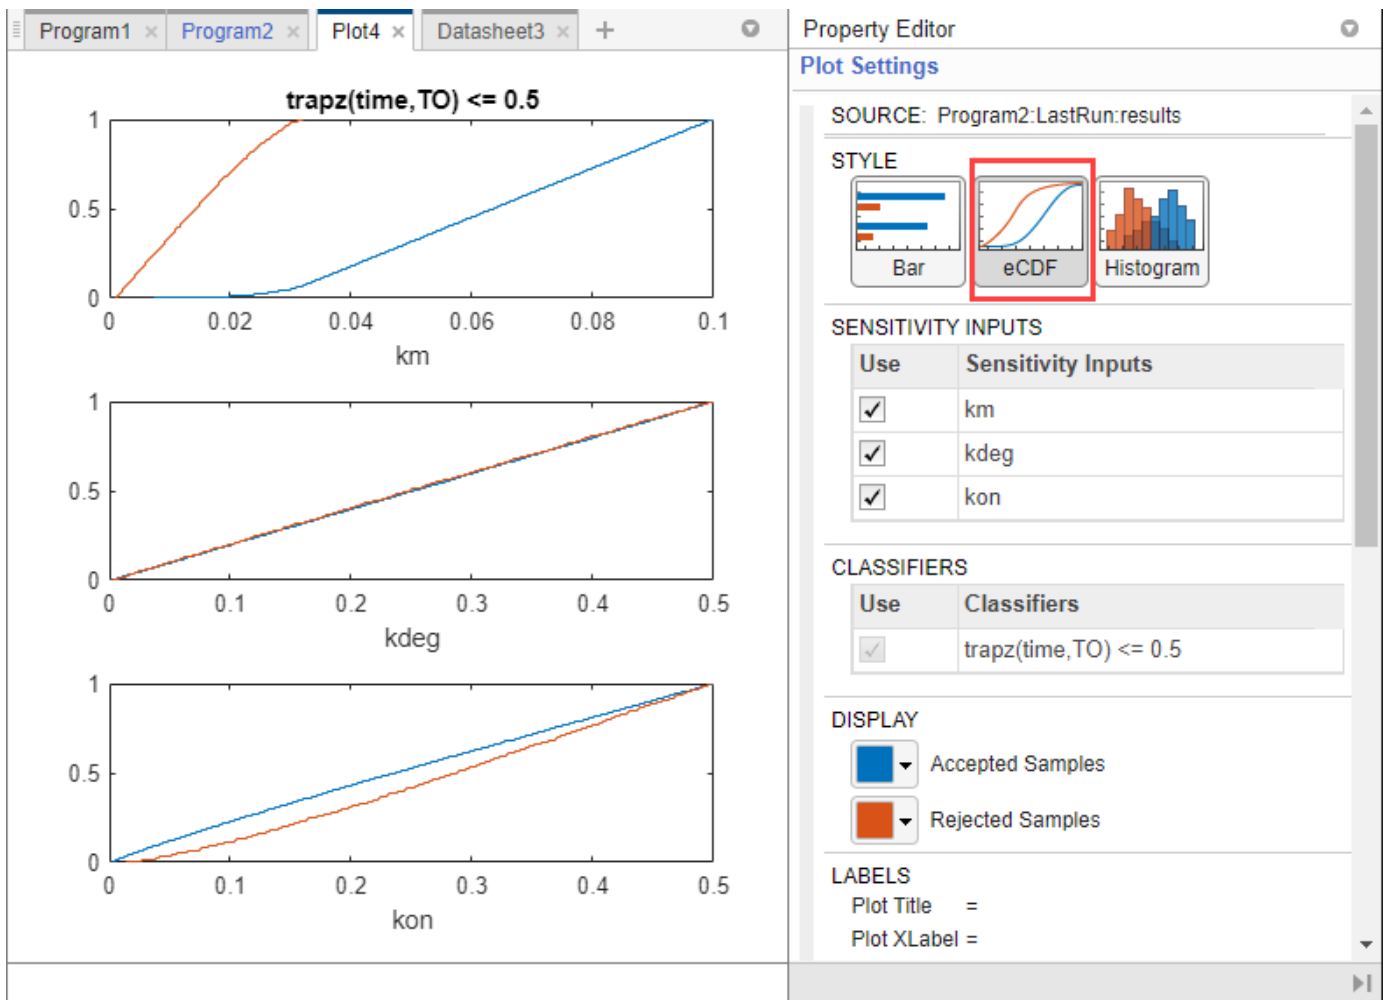 Program1 × Program2 × Plot4 × Datasheet3 × +
trapz(time,TO) <= 0.5
1
0.5
0
0 0.02 0.04 0.06 0.08 0.1
km
1
0.5
0
0 0.1 0.2 0.3 0.4 0.5
kdeg
1
0.5
0
0 0.1 0.2 0.3 0.4 0.5
kon
Property Editor
Plot Settings
SOURCE: Program2:LastRun:results
STYLE
Bar eCDF Histogram
SENSITIVITY INPUTS
Use Sensitivity Inputs
km
kdeg
kon
CLASSIFIERS
Use Classifiers
trapz(time,TO) <= 0.5
DISPLAY
Accepted Samples
Rejected Samples
LABELS
Plot Title =
Plot XLabel =